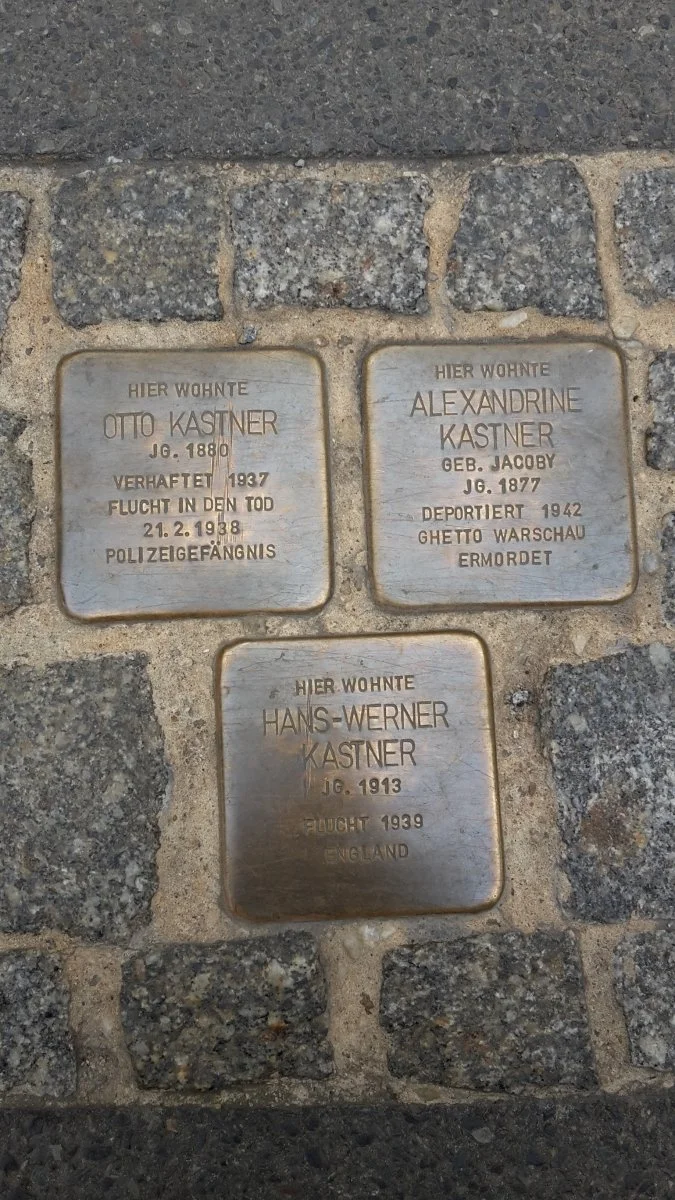 HIER WOHNTE
OTTO KASTNER
JG. 1880
VERHAFTET 1937
FLUCHT IN DEN TOD
21.2.1938
POLIZEIGEFÄNGNIS
HIER WOHNTE
ALEXANDRINE
KASTNER
GEB. JACOBY
JG. 1877
DEPORTIERT 1942
GHETTO WARSCHAU
ERMORDET
HIER WOHNTE
HANS-WERNER
KASTNER
JG. 1913
FLUCHT 1939
ENGLAND